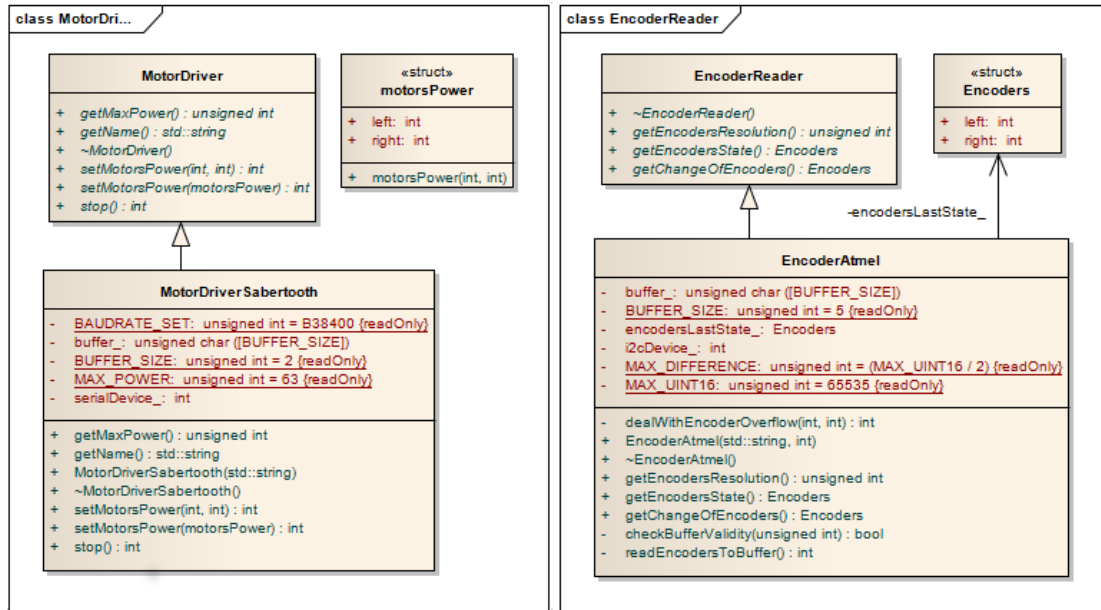 class MotorDri...
MotorDriver
+ getMaxPower() : unsigned int
+ getName() : std::string
+ ~MotorDriver()
+ setMotorsPower(int, int) : int
+ setMotorsPower(motorsPower) : int
+ stop() : int
«struct»
motorsPower
+ left: int
+ right: int
+ motorsPower(int, int)
MotorDriverSabertooth
- BAUDRATE_SET: unsigned int = B38400 {readOnly}
- buffer_: unsigned char ([BUFFER_SIZE])
- BUFFER_SIZE: unsigned int = 2 {readOnly}
- MAX_POWER: unsigned int = 63 {readOnly}
- serialDevice_: int
+ getMaxPower() : unsigned int
+ getName() : std::string
+ MotorDriverSabertooth(std::string)
+ ~MotorDriverSabertooth()
+ setMotorsPower(int, int) : int
+ setMotorsPower(motorsPower) : int
+ stop() : int
class EncoderReader
EncoderReader
+ ~EncoderReader()
+ getEncodersResolution() : unsigned int
+ getEncodersState() : Encoders
+ getChangeOfEncoders() : Encoders
«struct»
Encoders
+ left: int
+ right: int
-encodersLastState_
EncoderAtmel
- buffer_: unsigned char ([BUFFER_SIZE])
- BUFFER_SIZE: unsigned int = 5 {readOnly}
- encodersLastState_: Encoders
- i2cDevice_: int
- MAX_DIFFERENCE: unsigned int = (MAX_UINT16 / 2) {readOnly}
- MAX_UINT16: unsigned int = 65535 {readOnly}
- dealWithEncoderOverflow(int, int) : int
+ EncoderAtmel(std::string, int)
+ ~EncoderAtmel()
+ getEncodersResolution() : unsigned int
+ getEncodersState() : Encoders
+ getChangeOfEncoders() : Encoders
- checkBufferValidity(unsigned int) : bool
- readEncodersToBuffer() : int